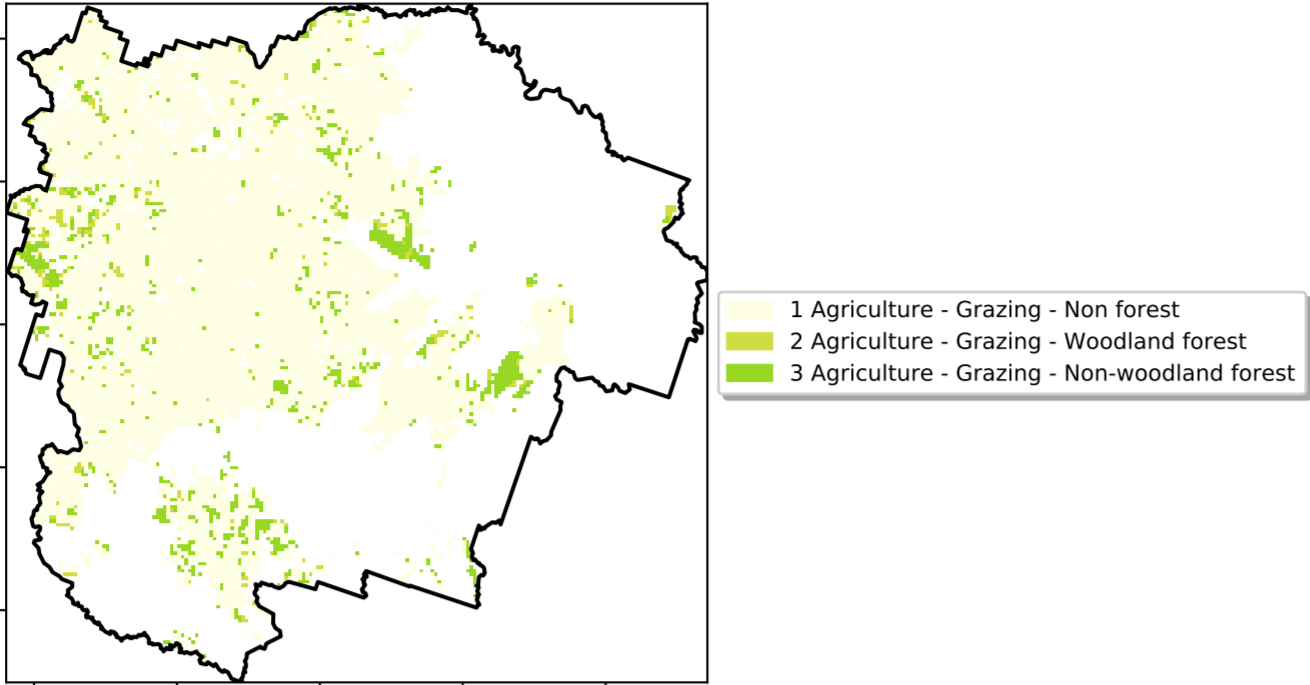 1 Agriculture - Grazing - Non forest
2 Agriculture - Grazing - Woodland forest
3 Agriculture - Grazing - Non-woodland forest